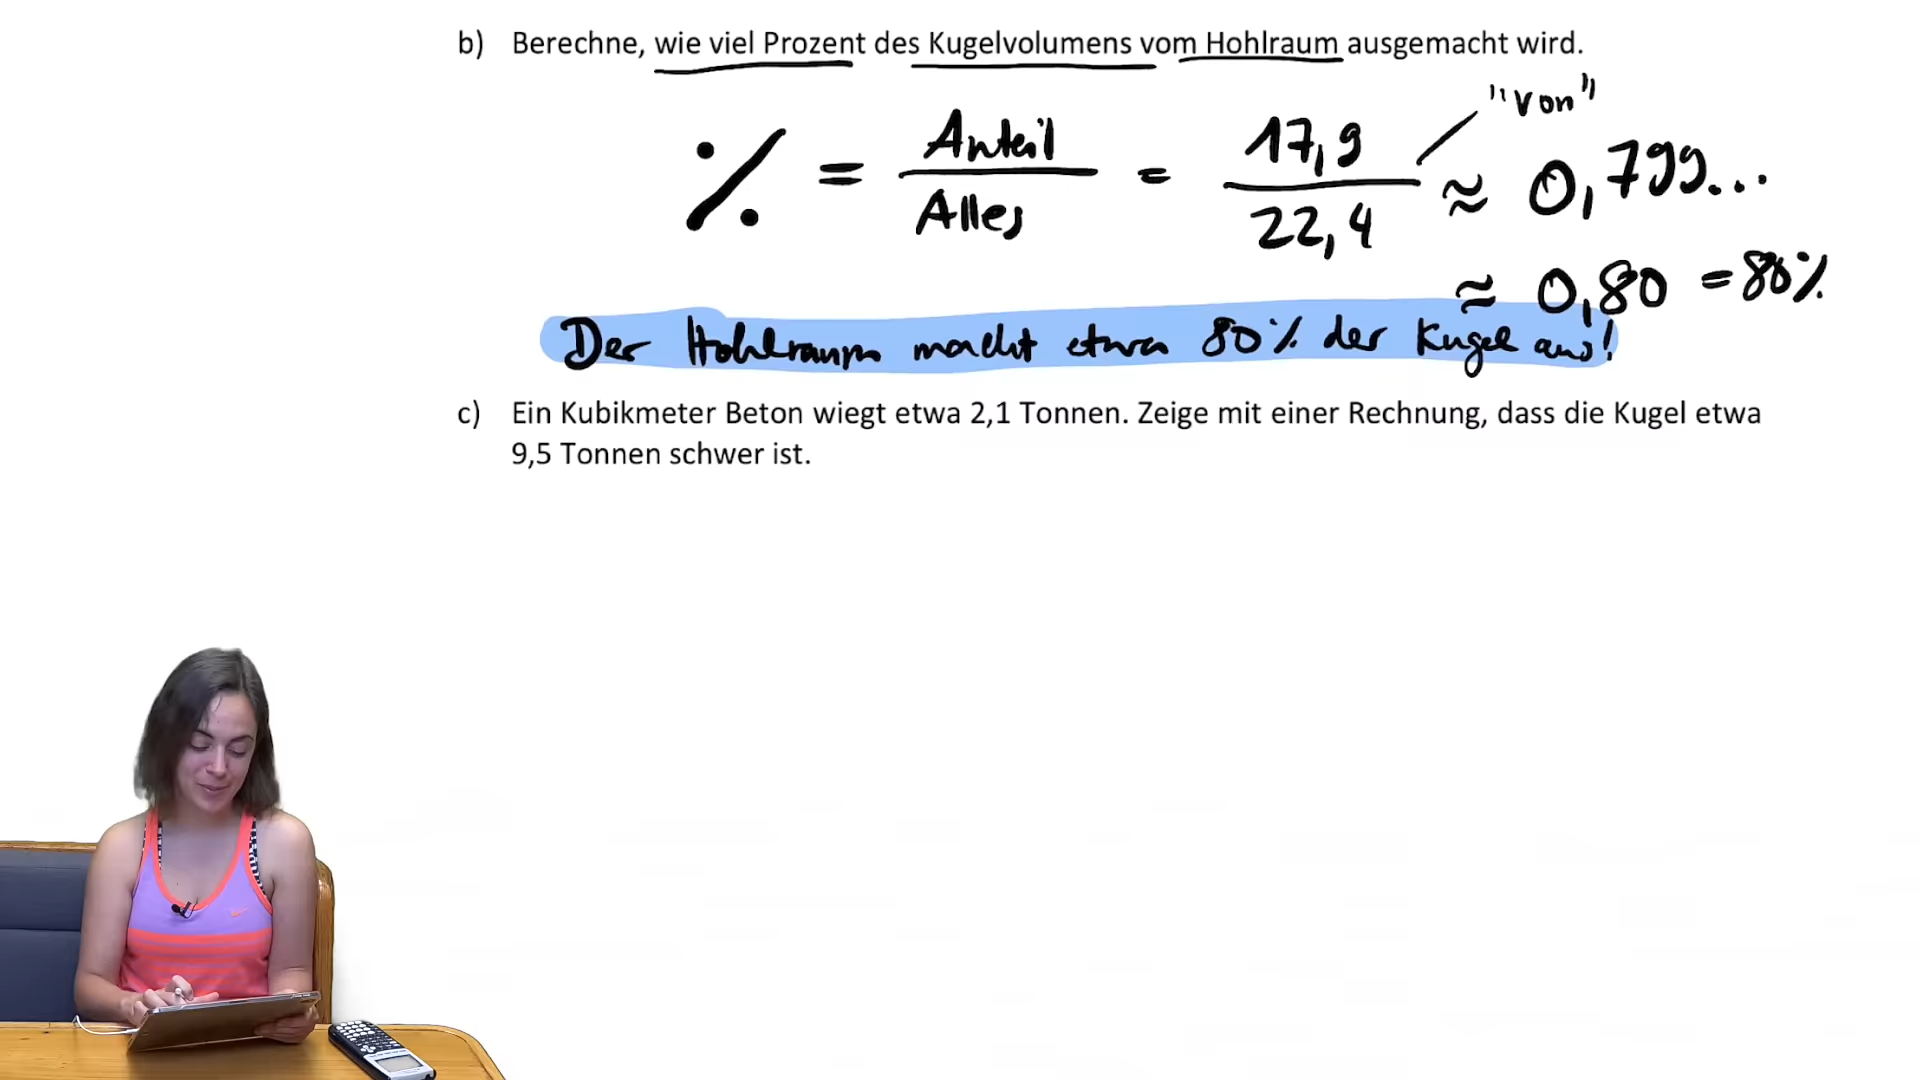 b) Berechne, wie viel Prozent des Kugelvolumens vom Hohlraum ausgemacht wird.
"von"
% = Anteil / Alles = 17,9 / 22,4 ≈ 0,799...
≈ 0,80 = 80%
Der Hohlraum macht etwa 80% der Kugel aus!
c) Ein Kubikmeter Beton wiegt etwa 2,1 Tonnen. Zeige mit einer Rechnung, dass die Kugel etwa
9,5 Tonnen schwer ist.